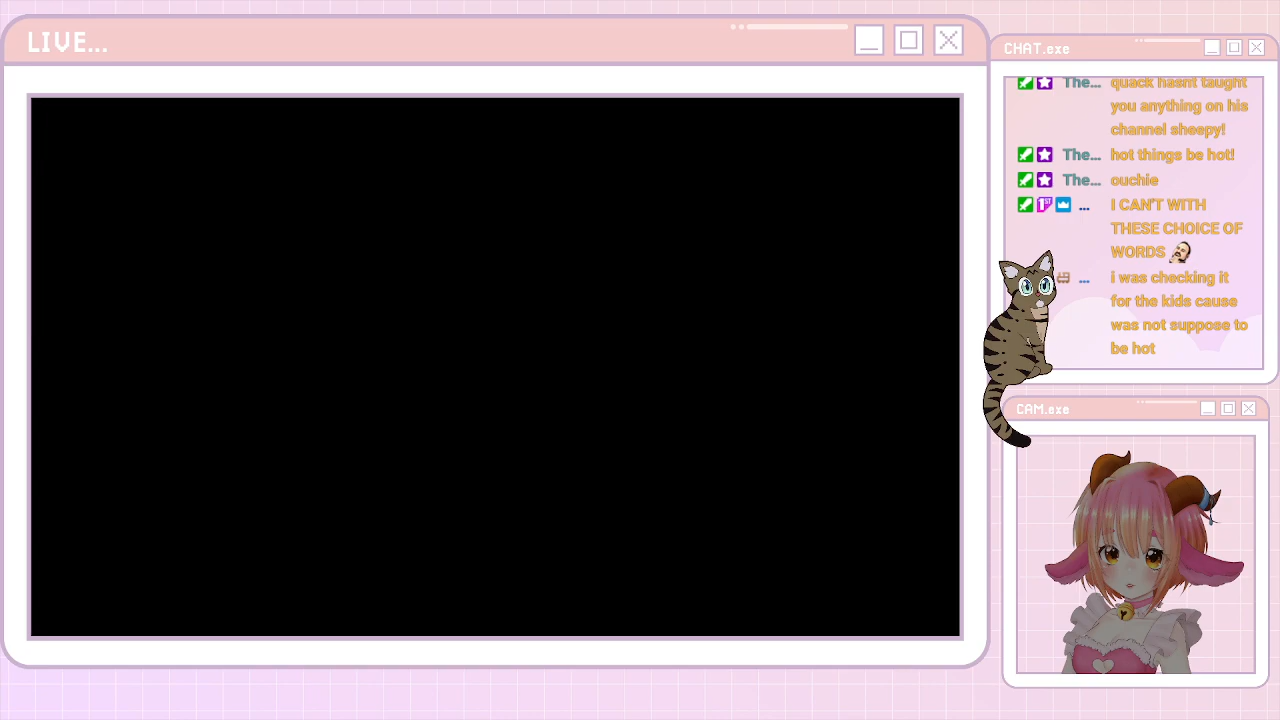 LIVE...
CHAT.exe
The... quack hasnt taught
you anything on his
channel sheepy!
The... hot things be hot!
The... ouchie
... I CAN'T WITH
THESE CHOICE OF
WORDS
... i was checking it
for the kids cause
was not suppose to
be hot
CAM.exe